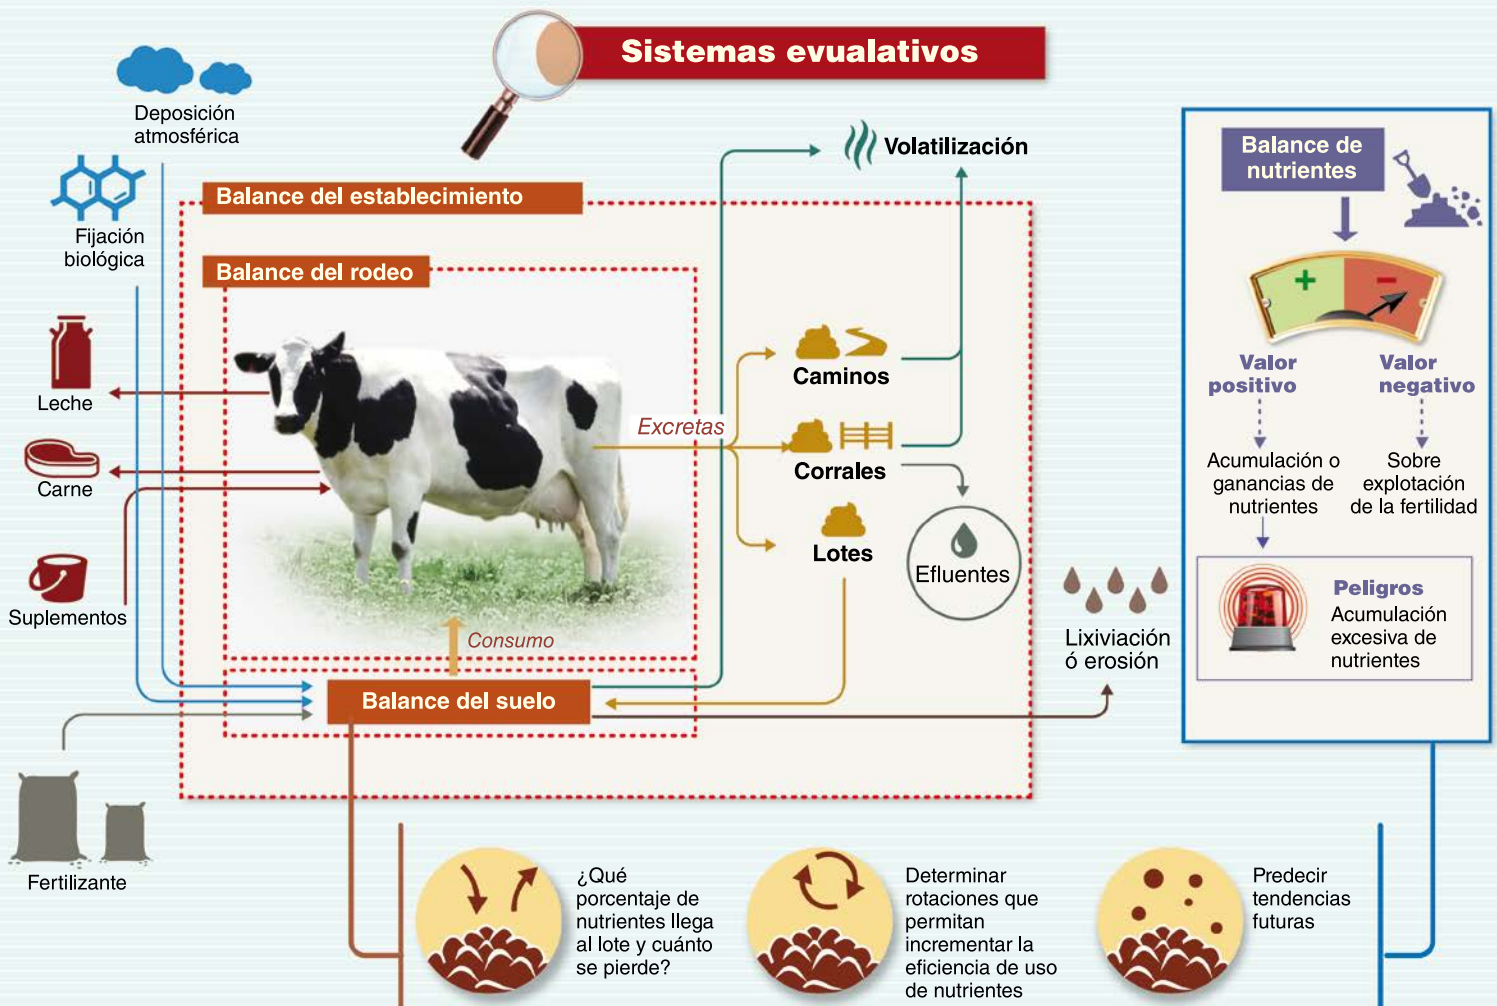 Sistemas evualativos
Deposición
atmosférica
Fijación
biológica
Leche
Carne
Suplementos
Fertilizante
Balance del establecimiento
Balance del rodeo
Excretas
Consumo
Balance del suelo
Volatilización
Caminos
Corrales
Lotes
Efluentes
Lixiviación
ó erosión
Balance de
nutrientes
+
−
Valor
positivo
Valor
negativo
Acumulación o
ganancias de
nutrientes
Sobre
explotación
de la fertilidad
Peligros
Acumulación
excesiva de
nutrientes
¿Qué
porcentaje de
nutrientes llega
al lote y cuánto
se pierde?
Determinar
rotaciones que
permitan
incrementar la
eficiencia de uso
de nutrientes
Predecir
tendencias
futuras